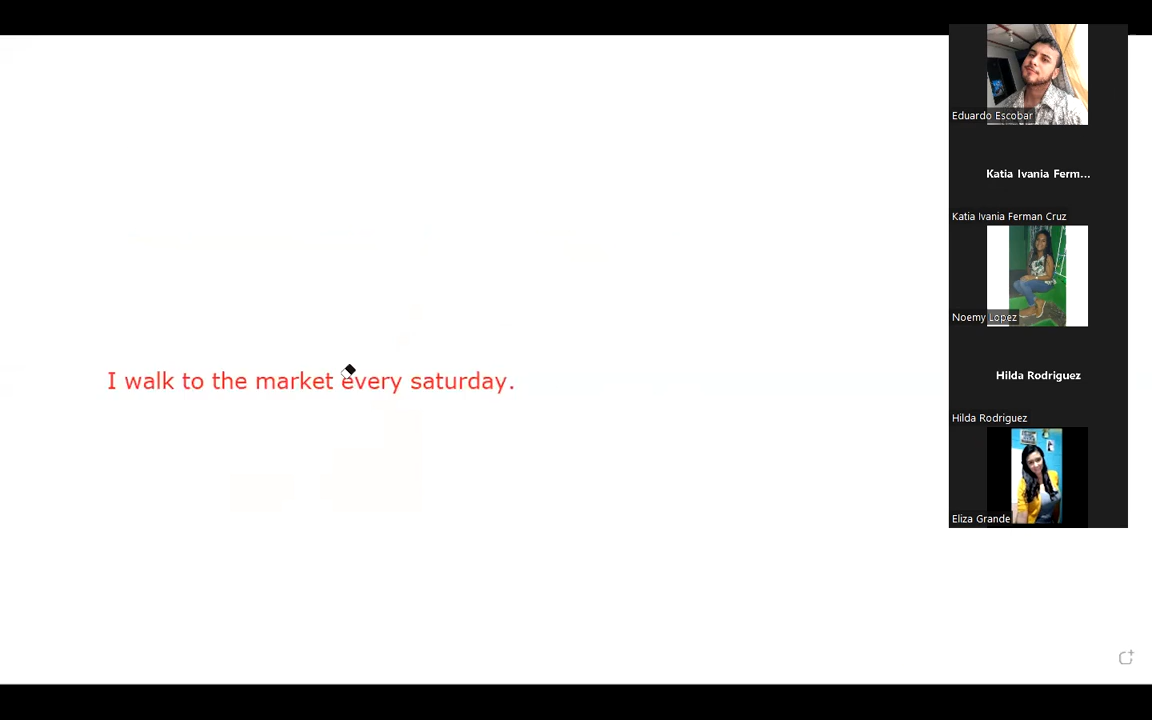 Eduardo Escobar
Katia Ivania Ferm...
Katia Ivania Ferman Cruz
Noemy Lopez
I walk to the market every saturday.
Hilda Rodriguez
Hilda Rodriguez
Eliza Grande